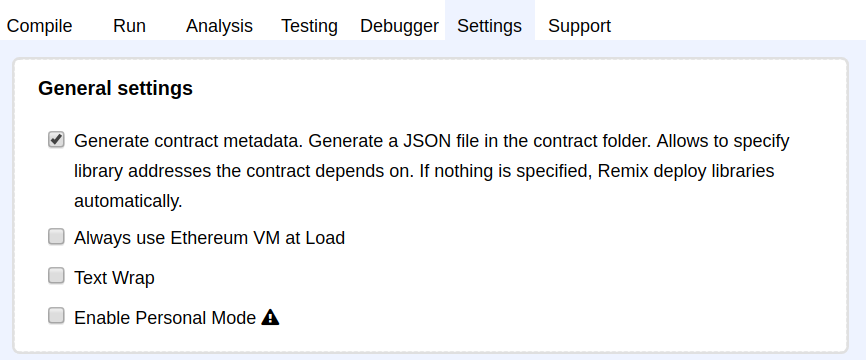 Compile Run Analysis Testing Debugger Settings Support
General settings
Generate contract metadata. Generate a JSON file in the contract folder. Allows to specify
library addresses the contract depends on. If nothing is specified, Remix deploy libraries
automatically.
Always use Ethereum VM at Load
Text Wrap
Enable Personal Mode